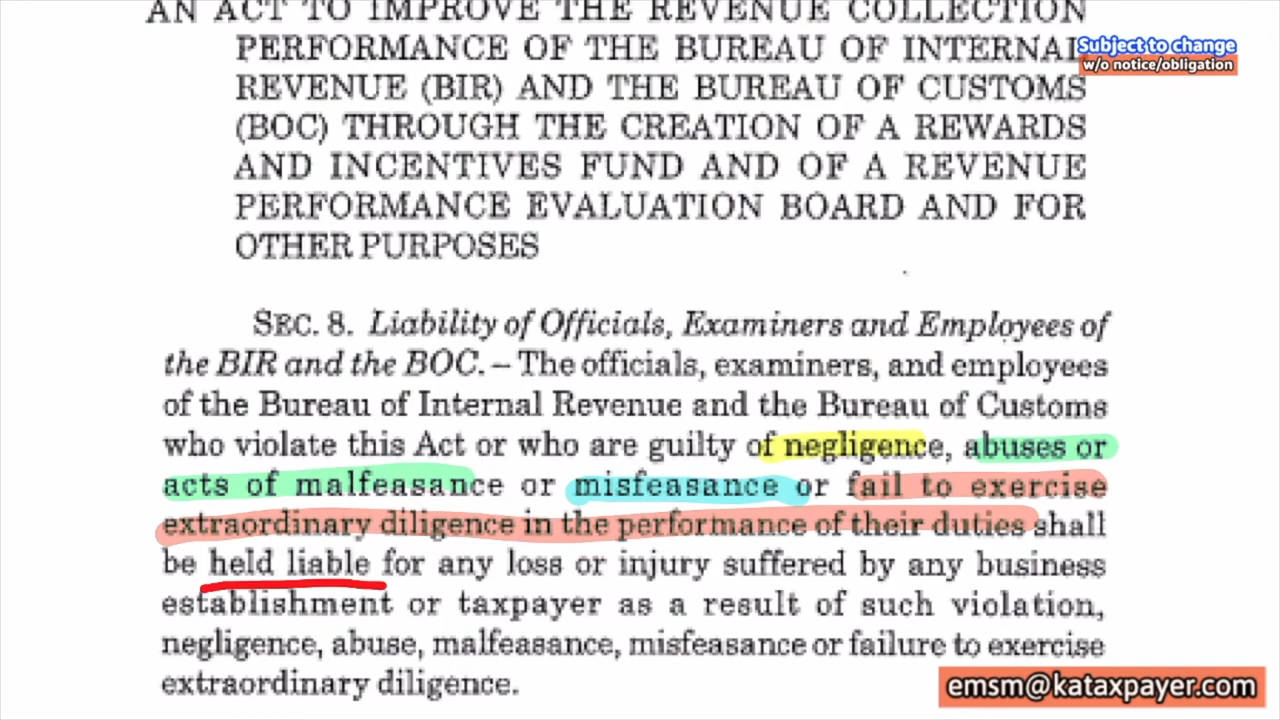 AN ACT TO IMPROVE THE REVENUE COLLECTION
PERFORMANCE OF THE BUREAU OF INTERNAL
REVENUE (BIR) AND THE BUREAU OF CUSTOMS
(BOC) THROUGH THE CREATION OF A REWARDS
AND INCENTIVES FUND AND OF A REVENUE
PERFORMANCE EVALUATION BOARD AND FOR
OTHER PURPOSES
Subject to change
w/o notice/obligation
SEC. 8. Liability of Officials, Examiners and Employees of
the BIR and the BOC. – The officials, examiners, and employees
of the Bureau of Internal Revenue and the Bureau of Customs
who violate this Act or who are guilty of negligence, abuses or
acts of malfeasance or misfeasance or fail to exercise
extraordinary diligence in the performance of their duties shall
be held liable for any loss or injury suffered by any business
establishment or taxpayer as a result of such violation,
negligence, abuse, malfeasance, misfeasance or failure to exercise
extraordinary diligence.
emsm@kataxpayer.com